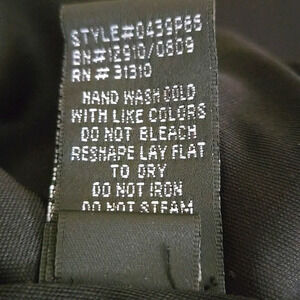 STYLE#0439P86
BN#12910/0809
RN # 31310
HAND WASH COLD
WITH LIKE COLORS
DO NOT BLEACH
RESHAPE LAY FLAT
TO DRY
DO NOT IRON
DO NOT STEAM